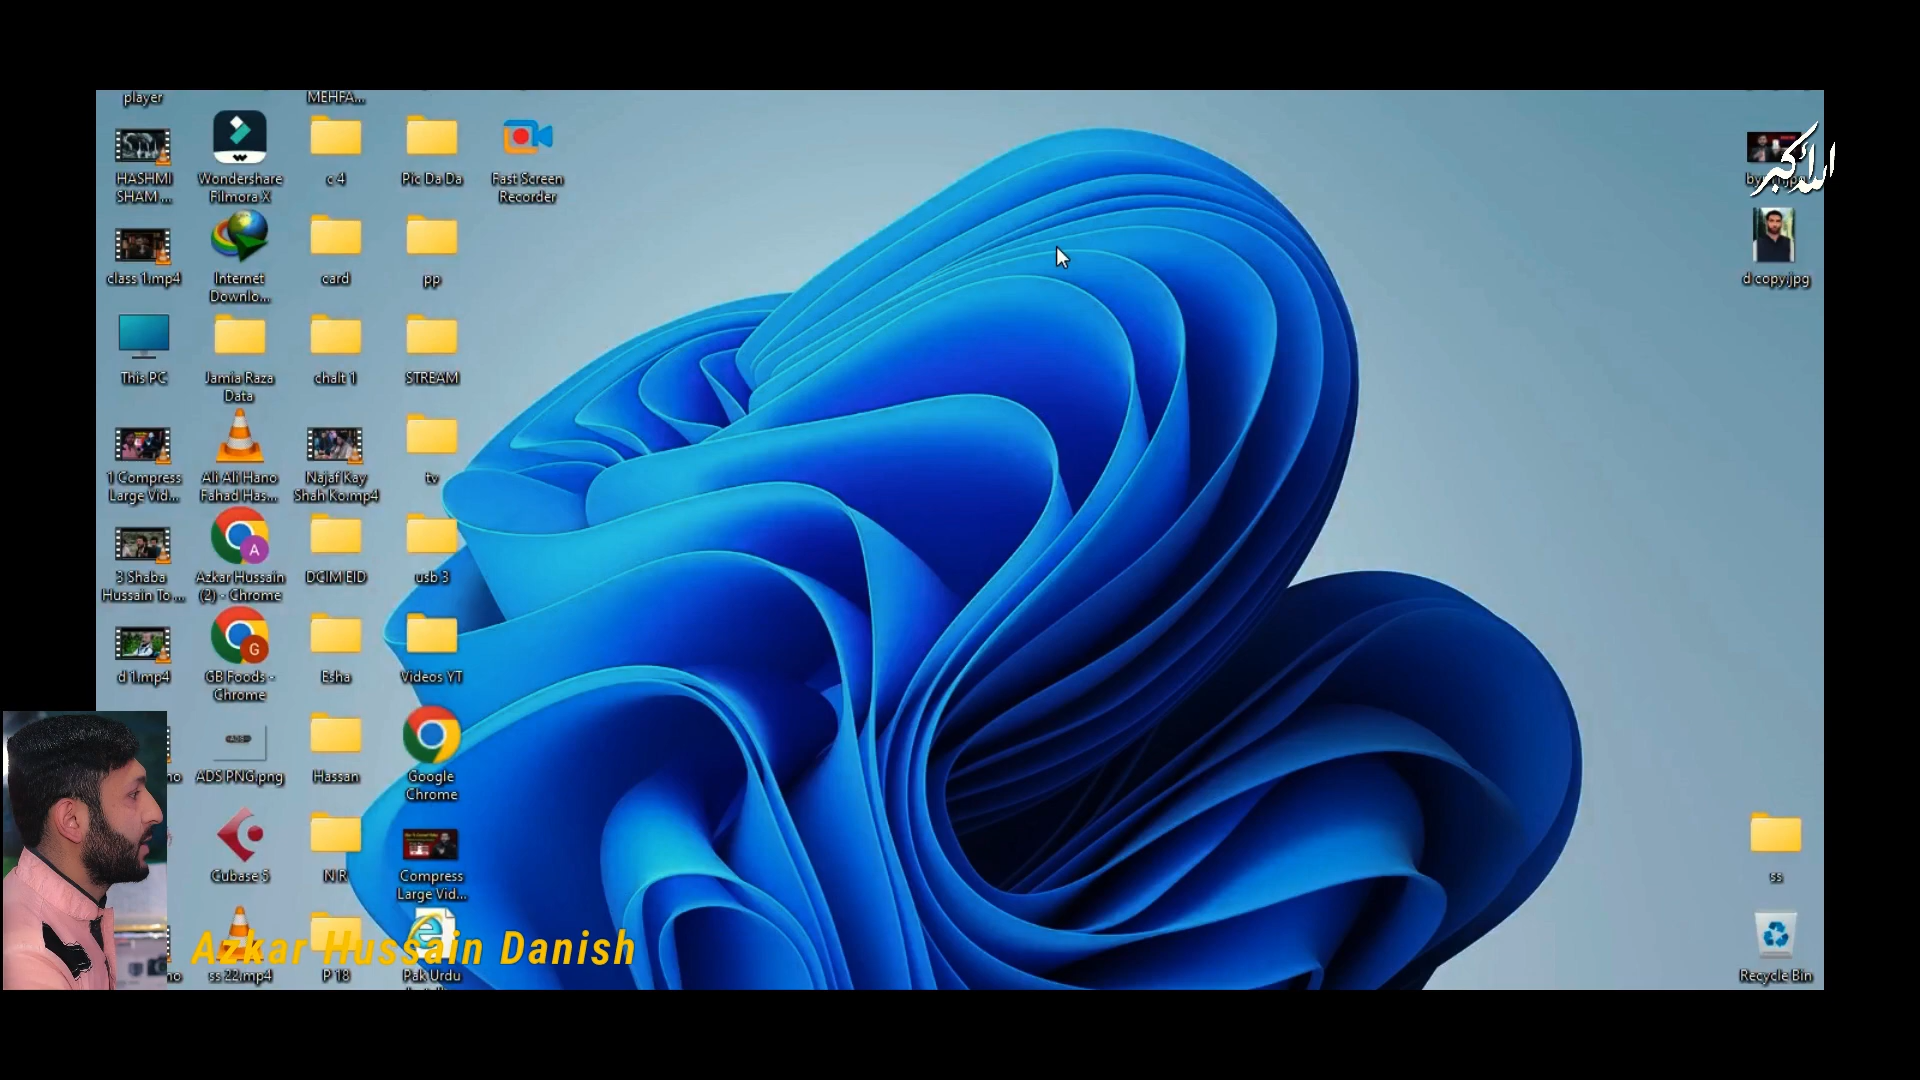 player
MEHFA...
HASHMI
SHAM ...
Wondershare
Filmora X
c 4
Pic Da Da
Fast Screen
Recorder
class 1.mp4
Internet
Downlo...
card
pp
This PC
Jamia Raza
Data
chalt 1
STREAM
1 Compress
Large Vid...
Ali Ali Hano
Fahad Has...
Najaf Kay
Shah Ko.mp4
tv
3 Shaba
Hussain To ...
Azkar Hussain
(2) - Chrome
DCIM EID
usb 3
d 1.mp4
GB Foods -
Chrome
Esha
Videos YT
no
ADS PNG.png
Hassan
Google
Chrome
Cubase 5
N R
Compress
Large Vid...
no
ss 22.mp4
P 18
Pak Urdu
Azkar Hussain Danish
الله أكبر
d copy.jpg
ss
Recycle Bin